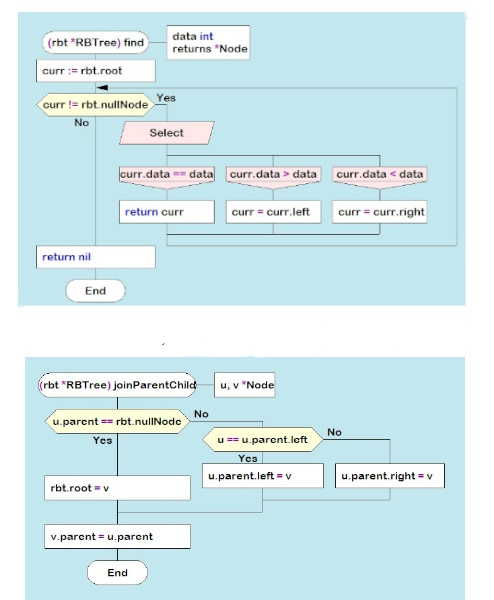 (rbt *RBTree) find
data int
returns *Node
curr := rbt.root
curr != rbt.nullNode
Yes
No
Select
curr.data == data
curr.data > data
curr.data < data
return curr
curr = curr.left
curr = curr.right
return nil
End
(rbt *RBTree) joinParentChild
u, v *Node
u.parent == rbt.nullNode
No
Yes
u == u.parent.left
No
Yes
rbt.root = v
u.parent.left = v
u.parent.right = v
v.parent = u.parent
End